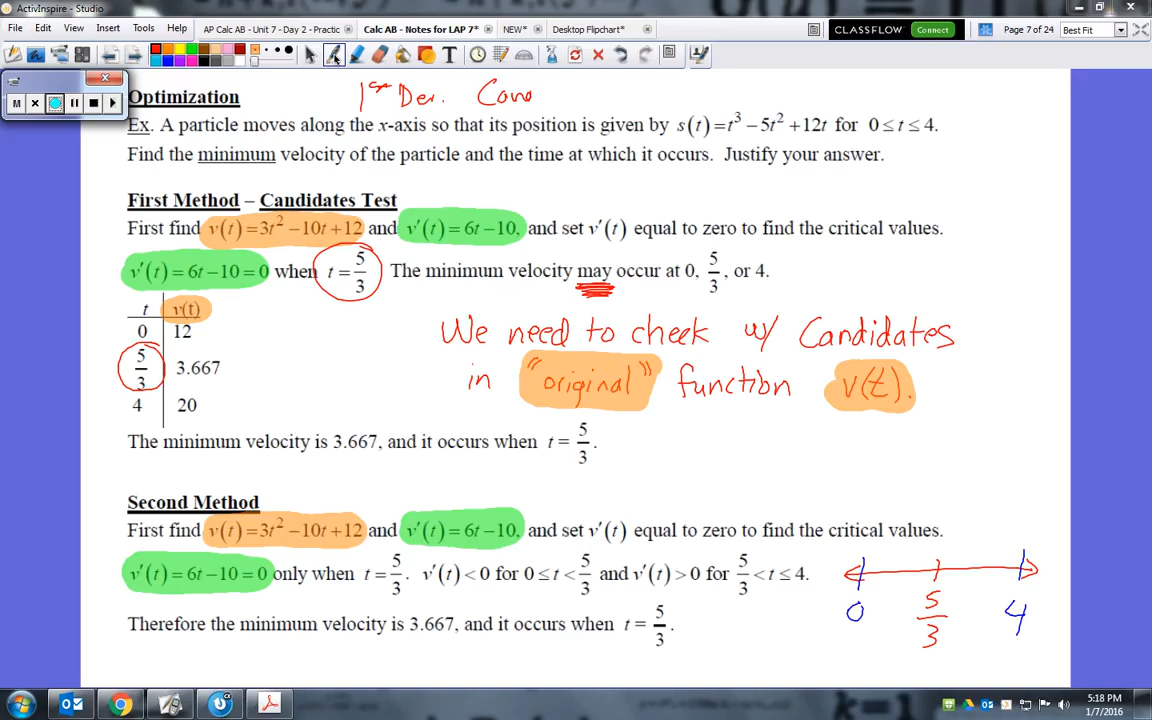 ActivInspire - Studio
File Edit View Insert Tools Help
AP Calc AB - Unit 7 - Day 2 - Practic × Calc AB - Notes for LAP 7* × NEW* × Desktop Flipchart* ×
CLASSFLOW Connect Page 7 of 24 Best Fit
1st Der. Cand
Optimization
Ex. A particle moves along the x-axis so that its position is given by s(t) = t³ − 5t² + 12t for 0 ≤ t ≤ 4.
Find the minimum velocity of the particle and the time at which it occurs. Justify your answer.
First Method – Candidates Test
First find v(t) = 3t² − 10t + 12 and v′(t) = 6t − 10, and set v′(t) equal to zero to find the critical values.
v′(t) = 6t − 10 = 0 when t = 5/3 The minimum velocity may occur at 0, 5/3, or 4.
t v(t)
0 12
5/3 3.667
4 20
We need to check w/ Candidates
in "original" function v(t).
The minimum velocity is 3.667, and it occurs when t = 5/3.
Second Method
First find v(t) = 3t² − 10t + 12 and v′(t) = 6t − 10, and set v′(t) equal to zero to find the critical values.
v′(t) = 6t − 10 = 0 only when t = 5/3. v′(t) < 0 for 0 ≤ t < 5/3 and v′(t) > 0 for 5/3 < t ≤ 4.
0 5/3 4
Therefore the minimum velocity is 3.667, and it occurs when t = 5/3.
5:18 PM
1/7/2016